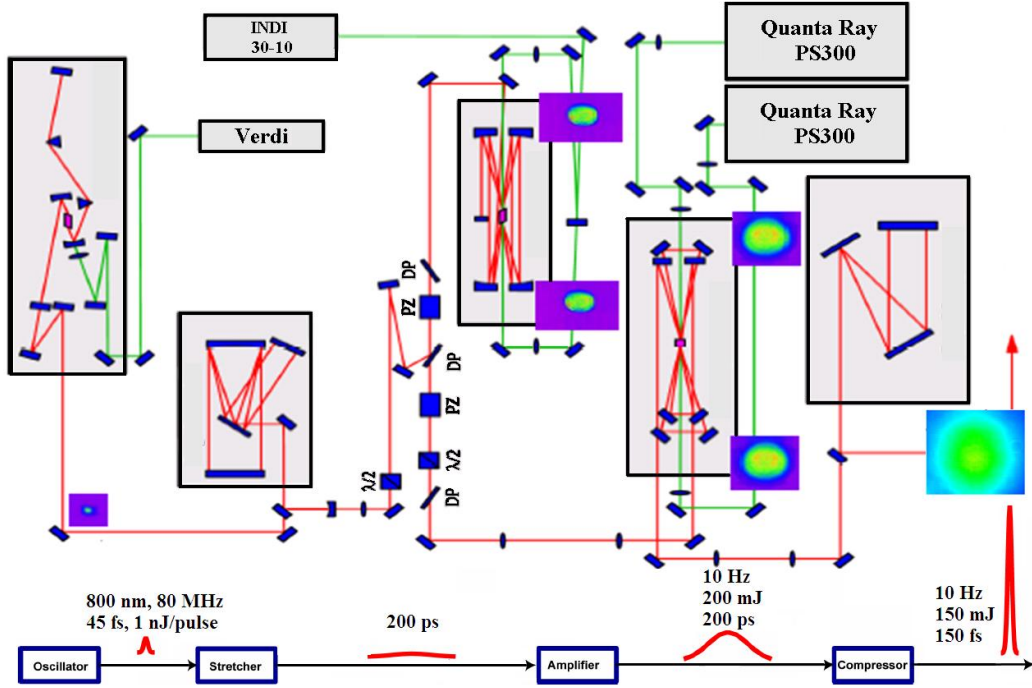 INDI
30-10
Quanta Ray
PS300
Quanta Ray
PS300
Verdi
DP
PZ
DP
PZ
λ/2
λ/2
DP
800 nm, 80 MHz
45 fs, 1 nJ/pulse
200 ps
10 Hz
200 mJ
200 ps
10 Hz
150 mJ
150 fs
Oscillator
Stretcher
Amplifier
Compressor